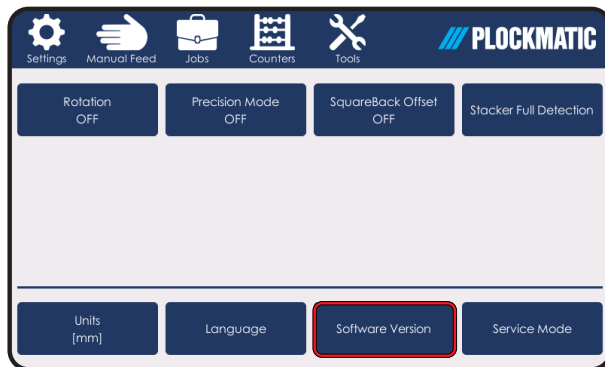 PLOCKMATIC
Settings
Manual Feed
Jobs
Counters
Tools
Rotation
OFF
Precision Mode
OFF
SquareBack Offset
OFF
Stacker Full Detection
Units
[mm]
Language
Software Version
Service Mode